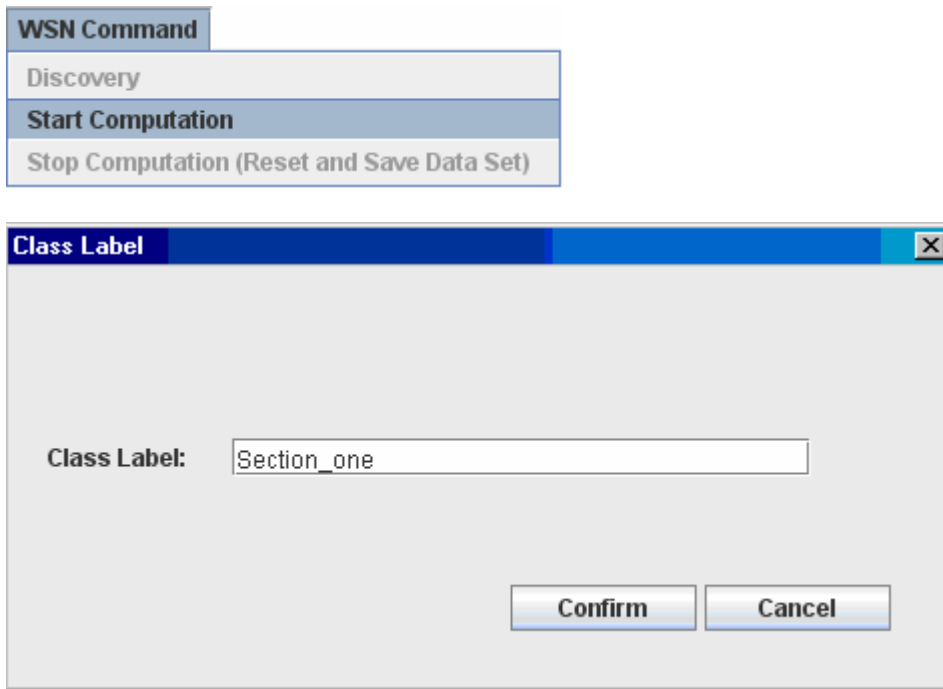 WSN Command
Discovery
Start Computation
Stop Computation (Reset and Save Data Set)
Class Label
Class Label: Section_one
Confirm Cancel